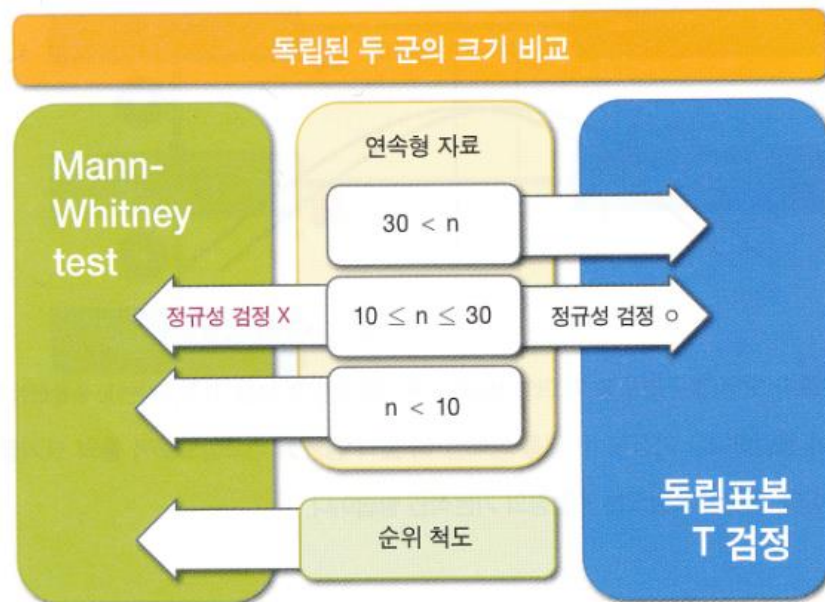 독립된 두 군의 크기 비교
Mann-
Whitney
test
연속형 자료
30 < n
정규성 검정 X
10 ≤ n ≤ 30
정규성 검정 ○
n < 10
순위 척도
독립표본
T 검정